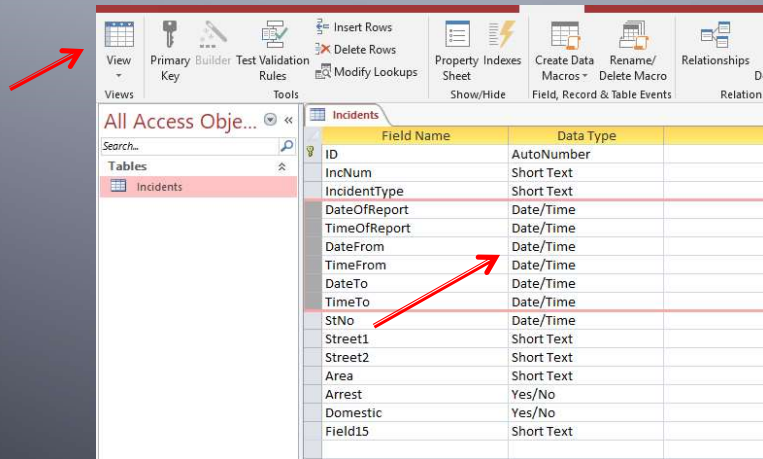 Insert Rows
Delete Rows
Modify Lookups
View Primary Key Builder Test Validation Rules Property Sheet Indexes Create Data Macros Rename/ Delete Macro Relationships
Views Tools Show/Hide Field, Record & Table Events Relation
All Access Obje... «
Search...
Tables
Incidents
Incidents
Field Name Data Type
ID AutoNumber
IncNum Short Text
IncidentType Short Text
DateOfReport Date/Time
TimeOfReport Date/Time
DateFrom Date/Time
TimeFrom Date/Time
DateTo Date/Time
TimeTo Date/Time
StNo Date/Time
Street1 Short Text
Street2 Short Text
Area Short Text
Arrest Yes/No
Domestic Yes/No
Field15 Short Text